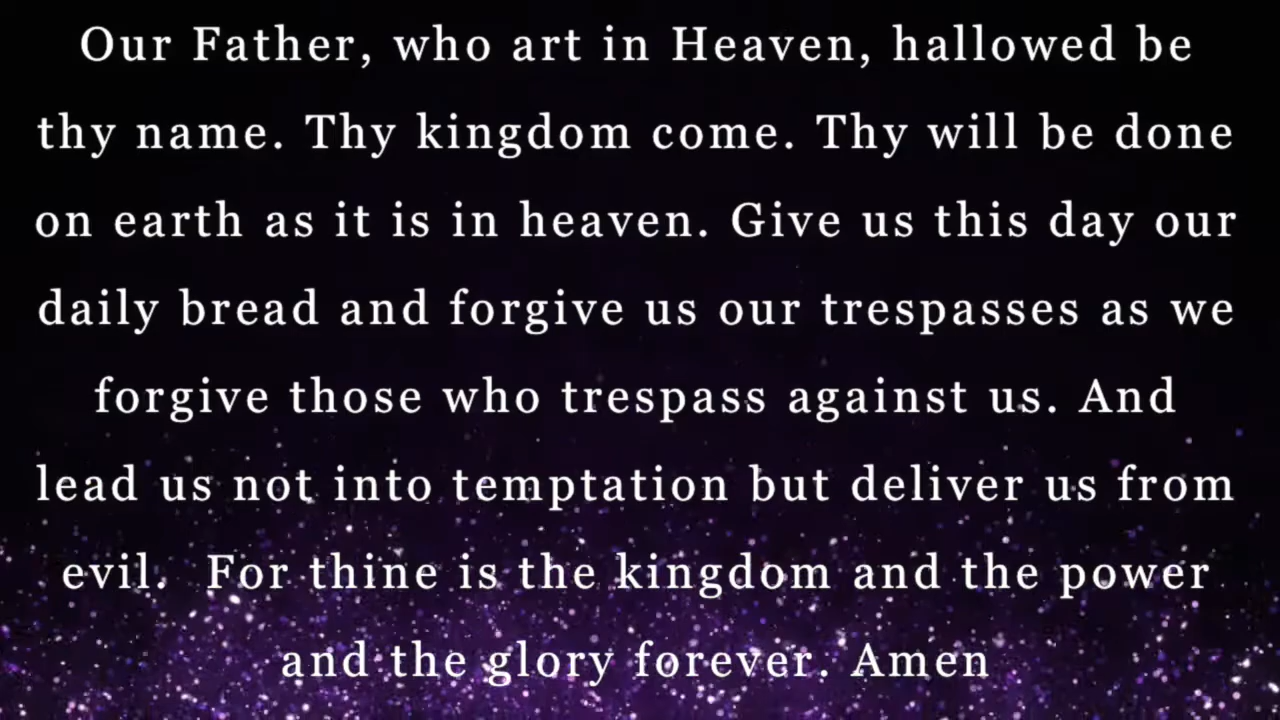 Our Father, who art in Heaven, hallowed be
thy name. Thy kingdom come. Thy will be done
on earth as it is in heaven. Give us this day our
daily bread and forgive us our trespasses as we
forgive those who trespass against us. And
lead us not into temptation but deliver us from
evil.  For thine is the kingdom and the power
and the glory forever. Amen